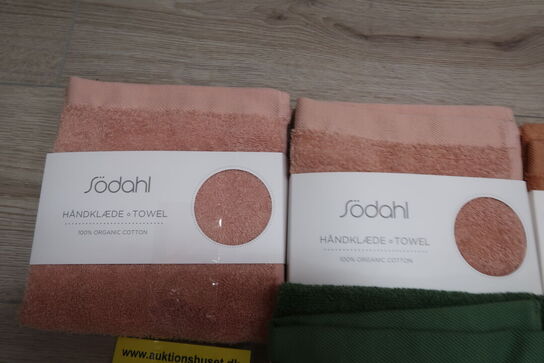 Södahl
HÅNDKLÆDE o TOWEL
100% ORGANIC COTTON
Södahl
HÅNDKLÆDE o TOWEL
100% ORGANIC COTTON
www.auktionshuset.dk